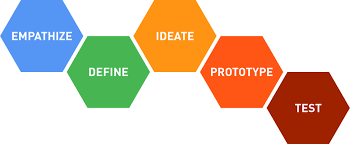 EMPATHIZE
DEFINE
IDEATE
PROTOTYPE
TEST